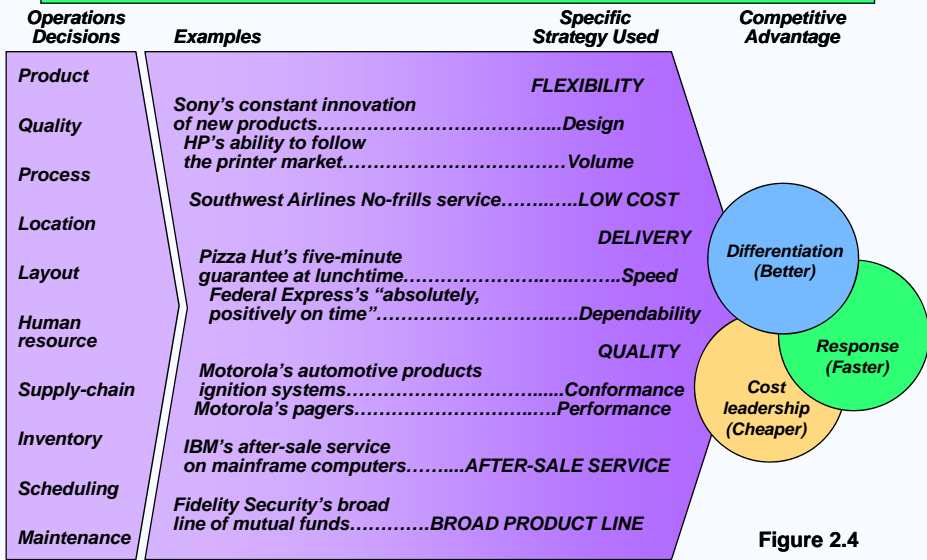 Operations
Decisions
Examples
Specific
Strategy Used
Competitive
Advantage
Product
Quality
Process
Location
Layout
Human
resource
Supply-chain
Inventory
Scheduling
Maintenance
FLEXIBILITY
Sony’s constant innovation
of new products…………………………………....Design
HP’s ability to follow
the printer market………………………………Volume
Southwest Airlines No-frills service……..…..LOW COST
DELIVERY
Pizza Hut’s five-minute
guarantee at lunchtime…………………..…..…….Speed
Federal Express’s “absolutely,
positively on time”………………………..….Dependability
QUALITY
Motorola’s automotive products
ignition systems…………………………......Conformance
Motorola’s pagers………………………..….Performance
IBM’s after-sale service
on mainframe computers……....AFTER-SALE SERVICE
Fidelity Security’s broad
line of mutual funds………….BROAD PRODUCT LINE
Differentiation
(Better)
Response
(Faster)
Cost
leadership
(Cheaper)
Figure 2.4